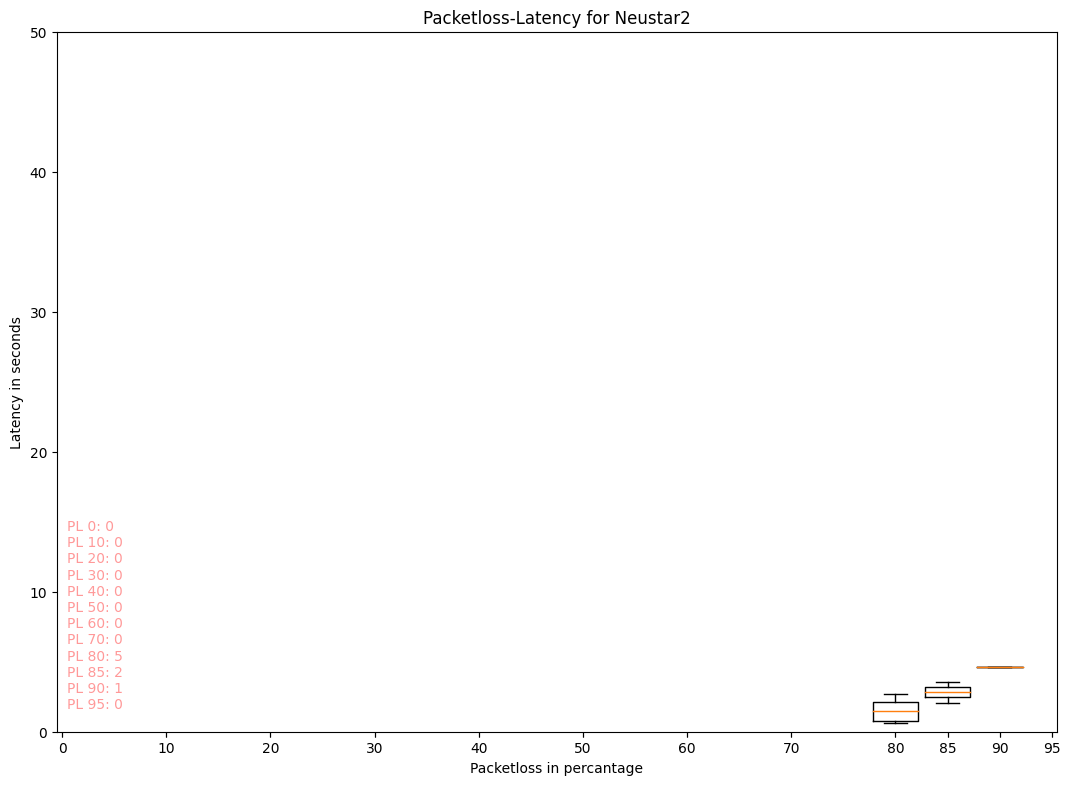 Packetloss-Latency for Neustar2
50
40
30
20
10
0
Latency in seconds
PL 0: 0
PL 10: 0
PL 20: 0
PL 30: 0
PL 40: 0
PL 50: 0
PL 60: 0
PL 70: 0
PL 80: 5
PL 85: 2
PL 90: 1
PL 95: 0
0 10 20 30 40 50 60 70 80 85 90 95
Packetloss in percantage